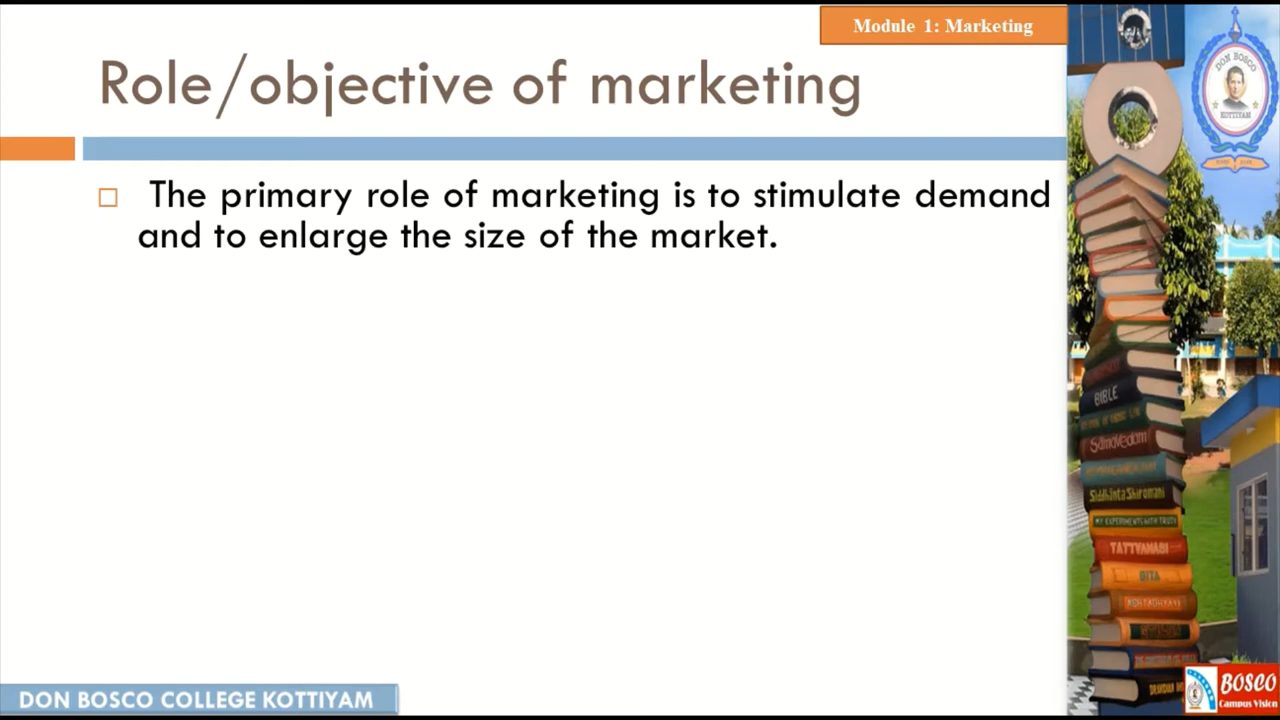 Module 1: Marketing
Role/objective of marketing
The primary role of marketing is to stimulate demand
and to enlarge the size of the market.
DON BOSCO
KOTTIYAM
BIBLE
Samavedam
Siddhanta Shiromani
MY EXPERIMENTS WITH TRUTH
TATTVAMASI
GITA
DON BOSCO COLLEGE KOTTIYAM
BOSCO
Campus Vision